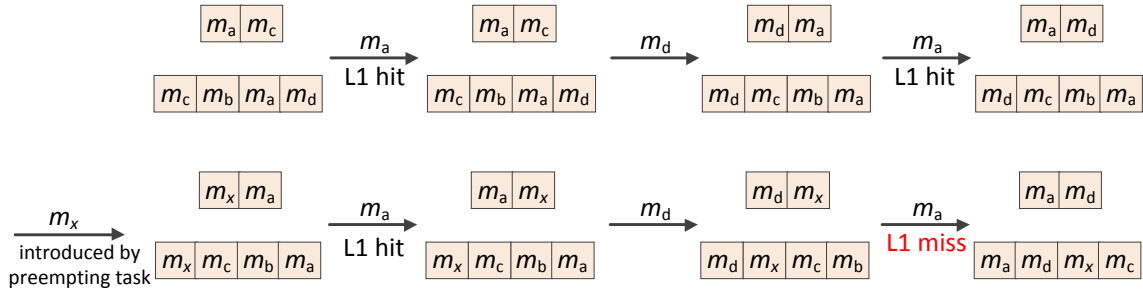 ma mc ma mc md ma ma md
ma md ma
L1 hit L1 hit
mc mb ma md mc mb ma md md mc mb ma md mc mb ma
mx ma ma mx md mx ma md
mx ma md ma
introduced by L1 hit L1 miss
preempting task
mx mc mb ma mx mc mb ma md mx mc mb ma md mx mc